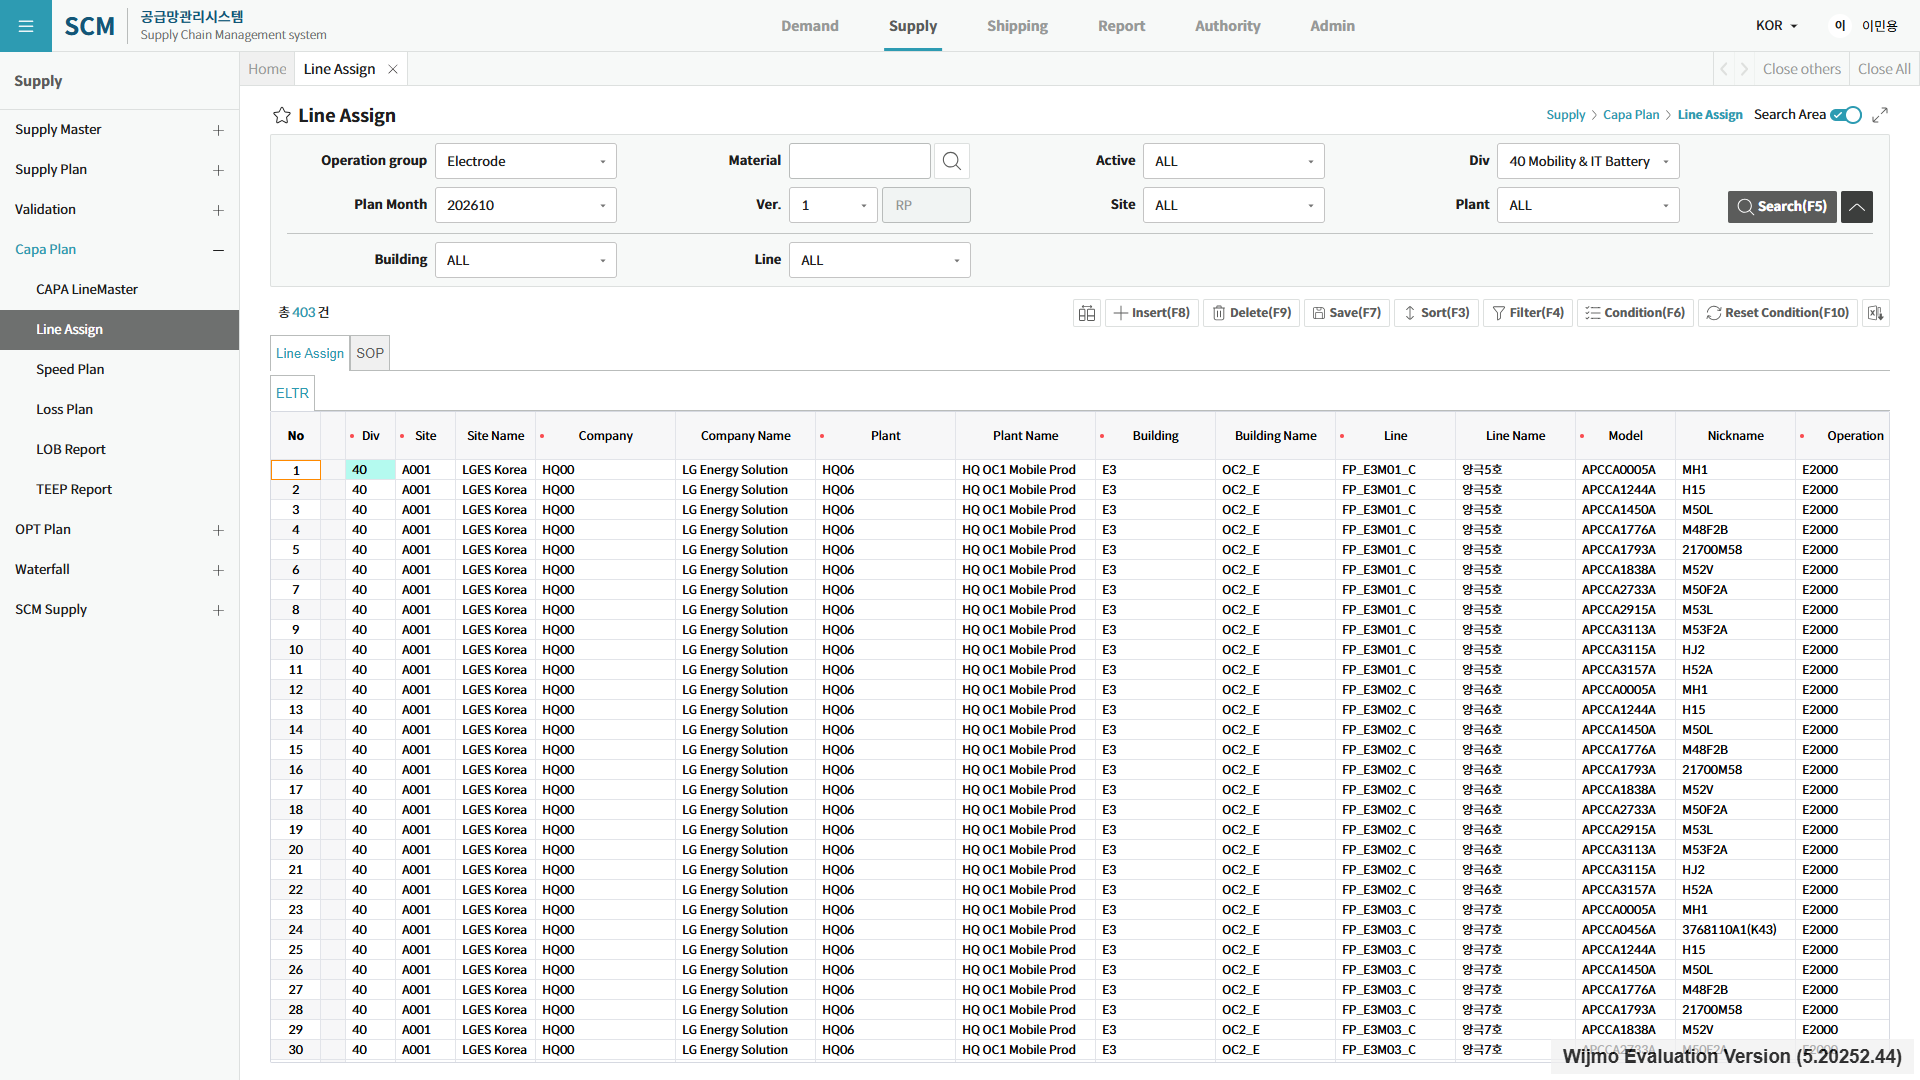 SCM 공급망관리시스템
Supply Chain Management system
Demand Supply Shipping Report Authority Admin
KOR 이 이민용
Supply
Home Line Assign Close others Close All
Supply Master
Supply Plan
Validation
Capa Plan
CAPA LineMaster
Line Assign
Speed Plan
Loss Plan
LOB Report
TEEP Report
OPT Plan
Waterfall
SCM Supply
Line Assign
Supply > Capa Plan > Line Assign Search Area
Operation group Electrode Material Active ALL Div 40 Mobility & IT Battery
Plan Month 202610 Ver. 1 RP Site ALL Plant ALL Search(F5)
Building ALL Line ALL
총 403 건 Insert(F8) Delete(F9) Save(F7) Sort(F3) Filter(F4) Condition(F6) Reset Condition(F10)
Line Assign SOP
ELTR
No Div Site Site Name Company Company Name Plant Plant Name Building Building Name Line Line Name Model Nickname Operation
1 40 A001 LGES Korea HQ00 LG Energy Solution HQ06 HQ OC1 Mobile Prod E3 OC2_E FP_E3M01_C 양극5호 APCCA0005A MH1 E2000
2 40 A001 LGES Korea HQ00 LG Energy Solution HQ06 HQ OC1 Mobile Prod E3 OC2_E FP_E3M01_C 양극5호 APCCA1244A H15 E2000
3 40 A001 LGES Korea HQ00 LG Energy Solution HQ06 HQ OC1 Mobile Prod E3 OC2_E FP_E3M01_C 양극5호 APCCA1450A M50L E2000
4 40 A001 LGES Korea HQ00 LG Energy Solution HQ06 HQ OC1 Mobile Prod E3 OC2_E FP_E3M01_C 양극5호 APCCA1776A M48F2B E2000
5 40 A001 LGES Korea HQ00 LG Energy Solution HQ06 HQ OC1 Mobile Prod E3 OC2_E FP_E3M01_C 양극5호 APCCA1793A 21700M58 E2000
6 40 A001 LGES Korea HQ00 LG Energy Solution HQ06 HQ OC1 Mobile Prod E3 OC2_E FP_E3M01_C 양극5호 APCCA1838A M52V E2000
7 40 A001 LGES Korea HQ00 LG Energy Solution HQ06 HQ OC1 Mobile Prod E3 OC2_E FP_E3M01_C 양극5호 APCCA2733A M50F2A E2000
8 40 A001 LGES Korea HQ00 LG Energy Solution HQ06 HQ OC1 Mobile Prod E3 OC2_E FP_E3M01_C 양극5호 APCCA2915A M53L E2000
9 40 A001 LGES Korea HQ00 LG Energy Solution HQ06 HQ OC1 Mobile Prod E3 OC2_E FP_E3M01_C 양극5호 APCCA3113A M53F2A E2000
10 40 A001 LGES Korea HQ00 LG Energy Solution HQ06 HQ OC1 Mobile Prod E3 OC2_E FP_E3M01_C 양극5호 APCCA3115A HJ2 E2000
11 40 A001 LGES Korea HQ00 LG Energy Solution HQ06 HQ OC1 Mobile Prod E3 OC2_E FP_E3M01_C 양극5호 APCCA3157A H52A E2000
12 40 A001 LGES Korea HQ00 LG Energy Solution HQ06 HQ OC1 Mobile Prod E3 OC2_E FP_E3M02_C 양극6호 APCCA0005A MH1 E2000
13 40 A001 LGES Korea HQ00 LG Energy Solution HQ06 HQ OC1 Mobile Prod E3 OC2_E FP_E3M02_C 양극6호 APCCA1244A H15 E2000
14 40 A001 LGES Korea HQ00 LG Energy Solution HQ06 HQ OC1 Mobile Prod E3 OC2_E FP_E3M02_C 양극6호 APCCA1450A M50L E2000
15 40 A001 LGES Korea HQ00 LG Energy Solution HQ06 HQ OC1 Mobile Prod E3 OC2_E FP_E3M02_C 양극6호 APCCA1776A M48F2B E2000
16 40 A001 LGES Korea HQ00 LG Energy Solution HQ06 HQ OC1 Mobile Prod E3 OC2_E FP_E3M02_C 양극6호 APCCA1793A 21700M58 E2000
17 40 A001 LGES Korea HQ00 LG Energy Solution HQ06 HQ OC1 Mobile Prod E3 OC2_E FP_E3M02_C 양극6호 APCCA1838A M52V E2000
18 40 A001 LGES Korea HQ00 LG Energy Solution HQ06 HQ OC1 Mobile Prod E3 OC2_E FP_E3M02_C 양극6호 APCCA2733A M50F2A E2000
19 40 A001 LGES Korea HQ00 LG Energy Solution HQ06 HQ OC1 Mobile Prod E3 OC2_E FP_E3M02_C 양극6호 APCCA2915A M53L E2000
20 40 A001 LGES Korea HQ00 LG Energy Solution HQ06 HQ OC1 Mobile Prod E3 OC2_E FP_E3M02_C 양극6호 APCCA3113A M53F2A E2000
21 40 A001 LGES Korea HQ00 LG Energy Solution HQ06 HQ OC1 Mobile Prod E3 OC2_E FP_E3M02_C 양극6호 APCCA3115A HJ2 E2000
22 40 A001 LGES Korea HQ00 LG Energy Solution HQ06 HQ OC1 Mobile Prod E3 OC2_E FP_E3M02_C 양극6호 APCCA3157A H52A E2000
23 40 A001 LGES Korea HQ00 LG Energy Solution HQ06 HQ OC1 Mobile Prod E3 OC2_E FP_E3M03_C 양극7호 APCCA0005A MH1 E2000
24 40 A001 LGES Korea HQ00 LG Energy Solution HQ06 HQ OC1 Mobile Prod E3 OC2_E FP_E3M03_C 양극7호 APCCA0456A 3768110A1(K43) E2000
25 40 A001 LGES Korea HQ00 LG Energy Solution HQ06 HQ OC1 Mobile Prod E3 OC2_E FP_E3M03_C 양극7호 APCCA1244A H15 E2000
26 40 A001 LGES Korea HQ00 LG Energy Solution HQ06 HQ OC1 Mobile Prod E3 OC2_E FP_E3M03_C 양극7호 APCCA1450A M50L E2000
27 40 A001 LGES Korea HQ00 LG Energy Solution HQ06 HQ OC1 Mobile Prod E3 OC2_E FP_E3M03_C 양극7호 APCCA1776A M48F2B E2000
28 40 A001 LGES Korea HQ00 LG Energy Solution HQ06 HQ OC1 Mobile Prod E3 OC2_E FP_E3M03_C 양극7호 APCCA1793A 21700M58 E2000
29 40 A001 LGES Korea HQ00 LG Energy Solution HQ06 HQ OC1 Mobile Prod E3 OC2_E FP_E3M03_C 양극7호 APCCA1838A M52V E2000
30 40 A001 LGES Korea HQ00 LG Energy Solution HQ06 HQ OC1 Mobile Prod E3 OC2_E FP_E3M03_C 양극7호
Wijmo Evaluation Version (5.20252.44)